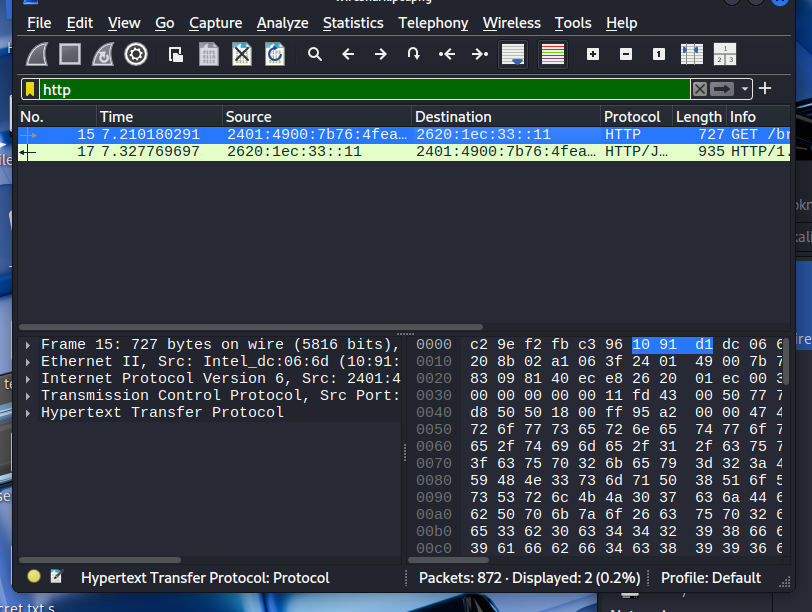 File Edit View Go Capture Analyze Statistics Telephony Wireless Tools Help
http
No. Time Source Destination Protocol Length Info
15 7.210180291 2401:4900:7b76:4fea… 2620:1ec:33::11 HTTP 727 GET /br
17 7.327769697 2620:1ec:33::11 2401:4900:7b76:4fea… HTTP/J… 935 HTTP/1.
Frame 15: 727 bytes on wire (5816 bits),
Ethernet II, Src: Intel_dc:06:6d (10:91:
Internet Protocol Version 6, Src: 2401:4
Transmission Control Protocol, Src Port:
Hypertext Transfer Protocol
0000 c2 9e f2 fb c3 96 10 91 d1 dc 06 6
0010 20 8b 02 a1 06 3f 24 01 49 00 7b 7
0020 83 09 81 40 ec e8 26 20 01 ec 00 3
0030 00 00 00 00 00 11 fd 43 00 50 77 7
0040 d8 50 50 18 00 ff 95 a2 00 00 47 4
0050 72 6f 77 73 65 72 6e 65 74 77 6f 7
0060 65 2f 74 69 6d 65 2f 31 2f 63 75 7
0070 3f 63 75 70 32 6b 65 79 3d 32 3a 4
0080 59 48 4e 33 73 6d 71 50 38 51 6f 5
0090 73 53 72 6c 4b 4a 30 37 63 6a 44 6
00a0 62 50 70 6b 7a 6f 26 63 75 70 32 6
00b0 65 33 62 30 63 34 34 32 39 38 66 6
00c0 39 61 66 62 66 34 63 38 39 39 36 6
Hypertext Transfer Protocol: Protocol
Packets: 872 · Displayed: 2 (0.2%)
Profile: Default